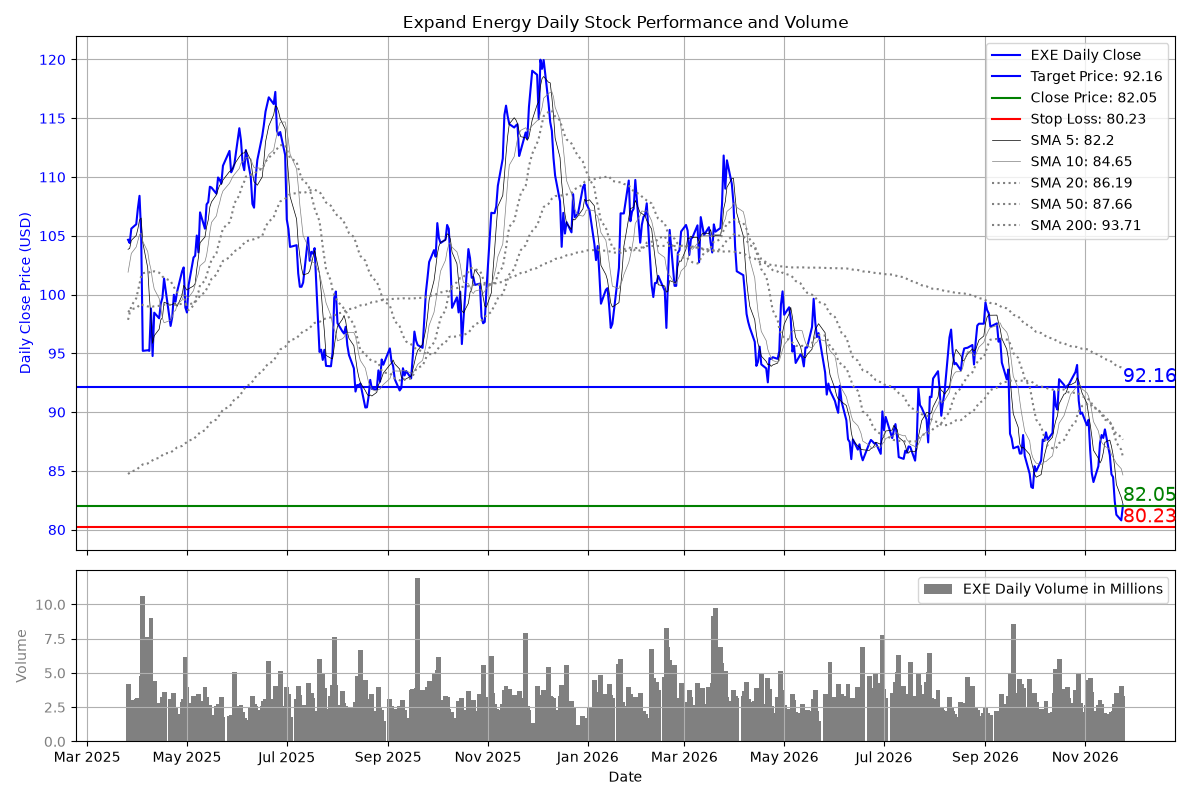 Expand Energy Daily Stock Performance and Volume
120
115
110
105
100
95
90
85
80
Daily Close Price (USD)
EXE Daily Close
Target Price: 92.16
Close Price: 82.05
Stop Loss: 80.23
SMA 5: 82.2
SMA 10: 84.65
SMA 20: 86.19
SMA 50: 87.66
SMA 200: 93.71
92.16
82.05
80.23
10.0
7.5
5.0
2.5
0.0
Volume
EXE Daily Volume in Millions
Mar 2025 May 2025 Jul 2025 Sep 2025 Nov 2025 Jan 2026 Mar 2026 May 2026 Jul 2026 Sep 2026 Nov 2026
Date